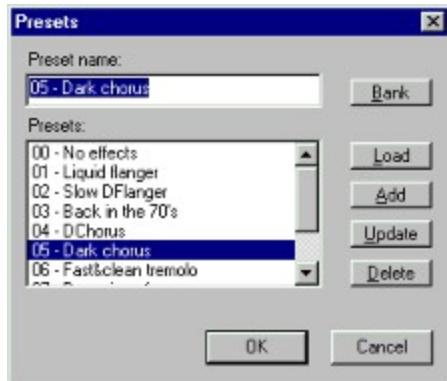 Presets
Preset name:
05 - Dark chorus
Bank
Presets:
00 - No effects
01 - Liquid flanger
02 - Slow DFlanger
03 - Back in the 70's
04 - DChorus
05 - Dark chorus
06 - Fast&clean tremolo
Load
Add
Update
Delete
OK
Cancel